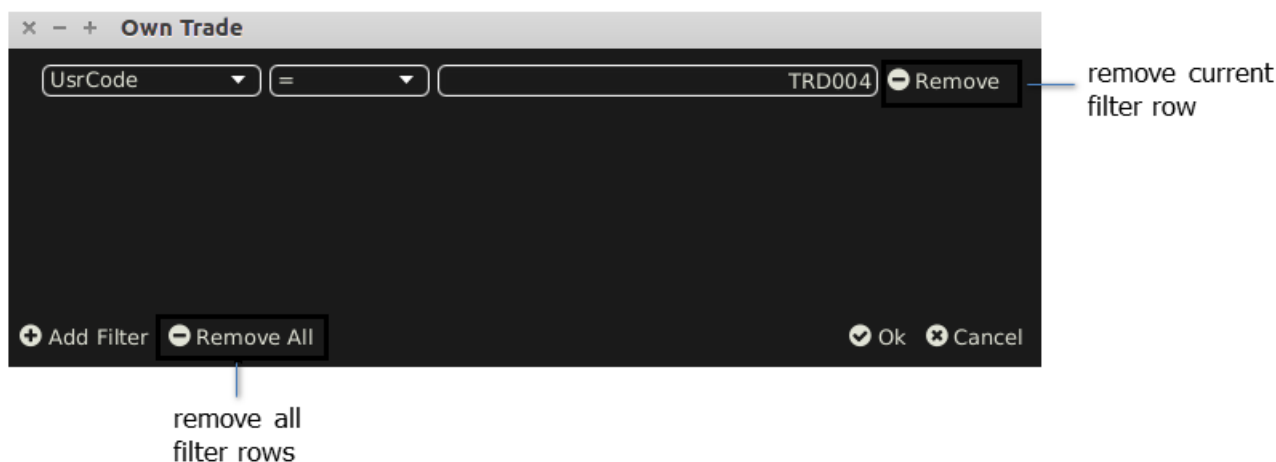 Own Trade
UsrCode = TRD004 Remove
remove current
filter row
Add Filter Remove All Ok Cancel
remove all
filter rows